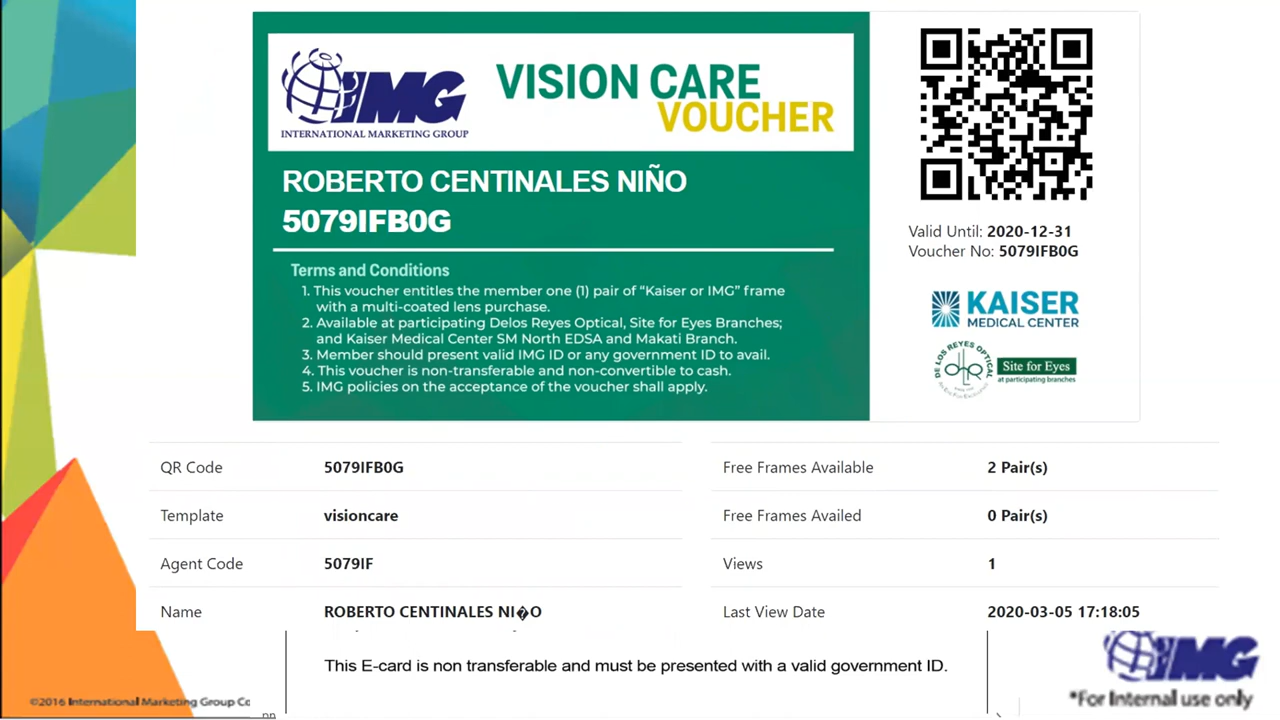 IMG
INTERNATIONAL MARKETING GROUP
VISION CARE
VOUCHER
ROBERTO CENTINALES NIÑO
5079IFB0G
Terms and Conditions
1. This voucher entitles the member one (1) pair of “Kaiser or IMG” frame
with a multi-coated lens purchase.
2. Available at participating Delos Reyes Optical, Site for Eyes Branches;
and Kaiser Medical Center SM North EDSA and Makati Branch.
3. Member should present valid IMG ID or any government ID to avail.
4. This voucher is non-transferable and non-convertible to cash.
5. IMG policies on the acceptance of the voucher shall apply.
Valid Until: 2020-12-31
Voucher No: 5079IFB0G
KAISER
MEDICAL CENTER
DE LOS REYES OPTICAL
Site for Eyes
at participating branches
QR Code 5079IFB0G
Template visioncare
Agent Code 5079IF
Name ROBERTO CENTINALES NI�O
Free Frames Available 2 Pair(s)
Free Frames Availed 0 Pair(s)
Views 1
Last View Date 2020-03-05 17:18:05
This E-card is non transferable and must be presented with a valid government ID.
©2016 International Marketing Group Co
IMG
*For Internal use only